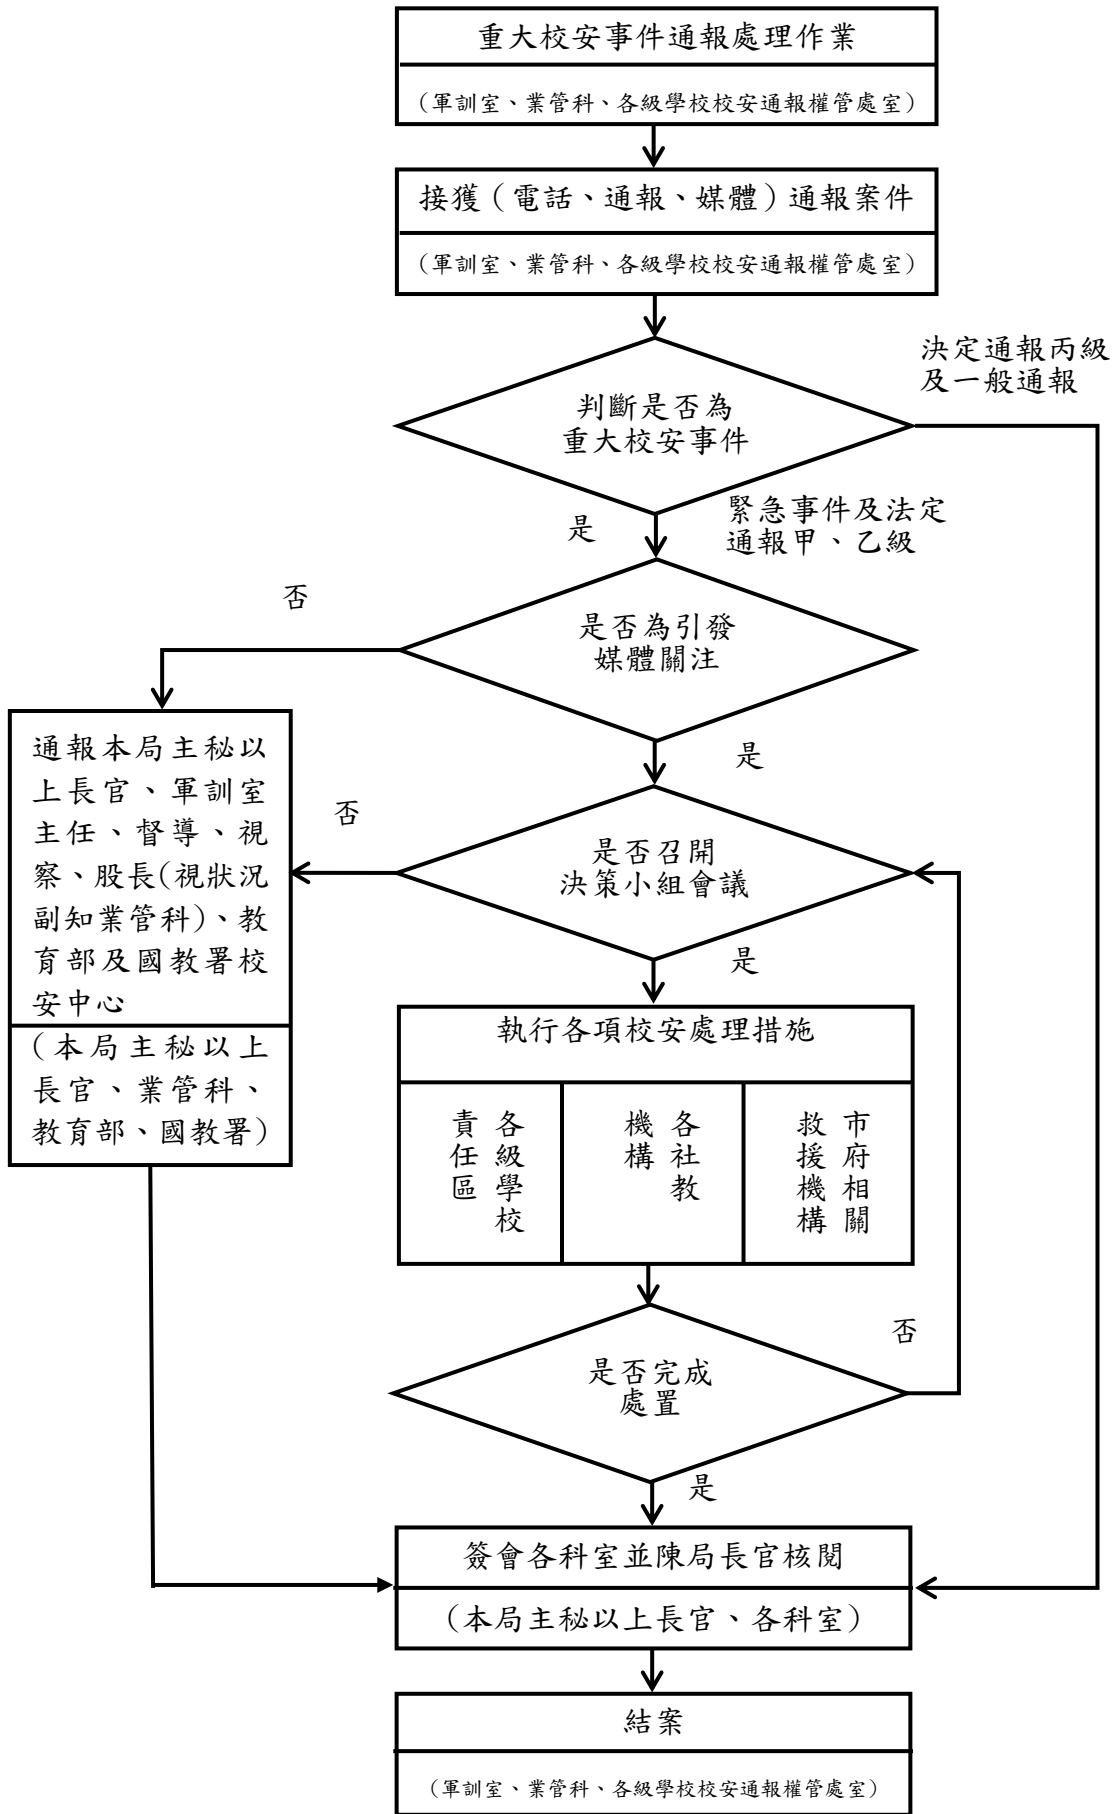 重大校安事件通報處理作業
（軍訓室、業管科、各級學校校安通報權管處室）
接獲（電話、通報、媒體）通報案件
（軍訓室、業管科、各級學校校安通報權管處室）
決定通報丙級
及一般通報
判斷是否為
重大校安事件
是
緊急事件及法定
通報甲、乙級
否
是否為引發
媒體關注
是
通報本局主秘以
上長官、軍訓室
主任、督導、視
察、股長(視狀況
副知業管科)、教
育部及國教署校
安中心
（本局主秘以上
長官、業管科、
教育部、國教署）
否
是否召開
決策小組會議
是
執行各項校安處理措施
各級學校
責任區
各社教
機構
市府相關
救援機構
否
是否完成
處置
是
簽會各科室並陳局長官核閱
（本局主秘以上長官、各科室）
結案
（軍訓室、業管科、各級學校校安通報權管處室）